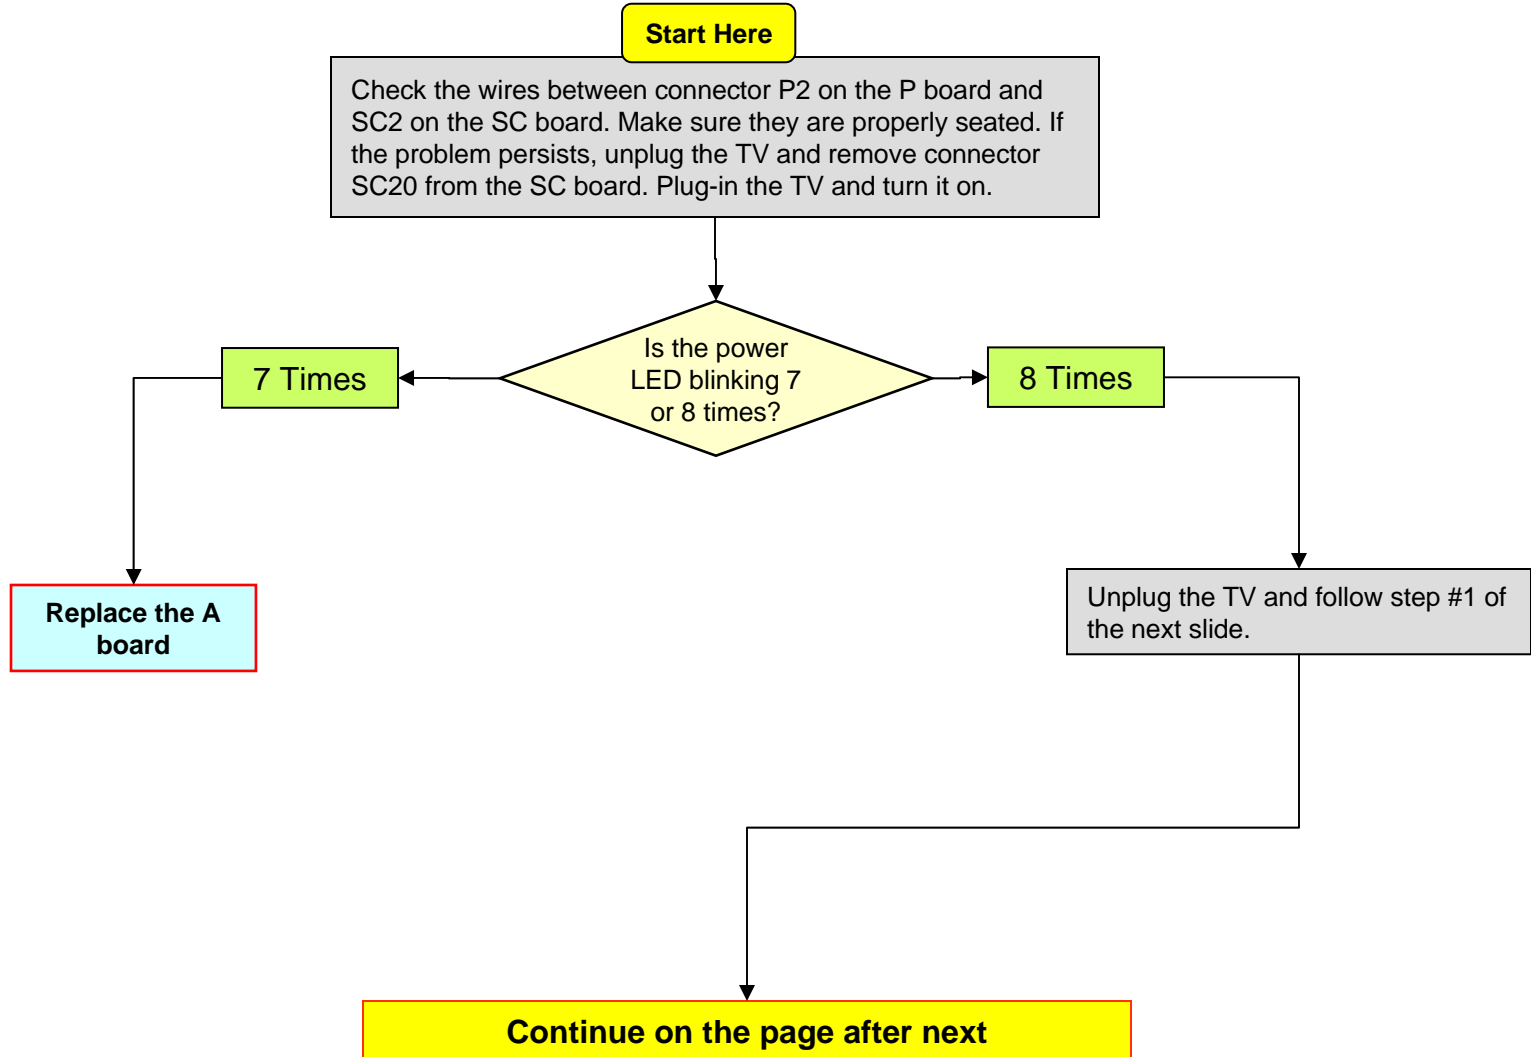 Start Here
Check the wires between connector P2 on the P board and
SC2 on the SC board. Make sure they are properly seated. If
the problem persists, unplug the TV and remove connector
SC20 from the SC board. Plug-in the TV and turn it on.
Is the power
LED blinking 7
or 8 times?
7 Times
8 Times
Replace the A
board
Unplug the TV and follow step #1 of
the next slide.
Continue on the page after next